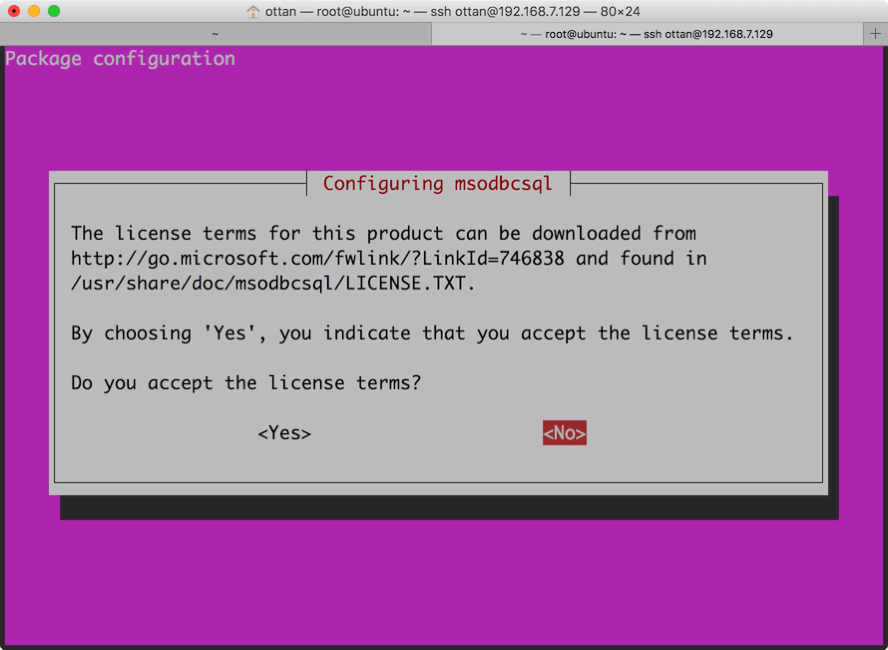 ottan — root@ubuntu: ~ — ssh ottan@192.168.7.129 — 80×24
~
~ — root@ubuntu: ~ — ssh ottan@192.168.7.129
+
Package configuration
Configuring msodbcsql
The license terms for this product can be downloaded from
http://go.microsoft.com/fwlink/?LinkId=746838 and found in
/usr/share/doc/msodbcsql/LICENSE.TXT.
By choosing 'Yes', you indicate that you accept the license terms.
Do you accept the license terms?
<Yes>
<No>